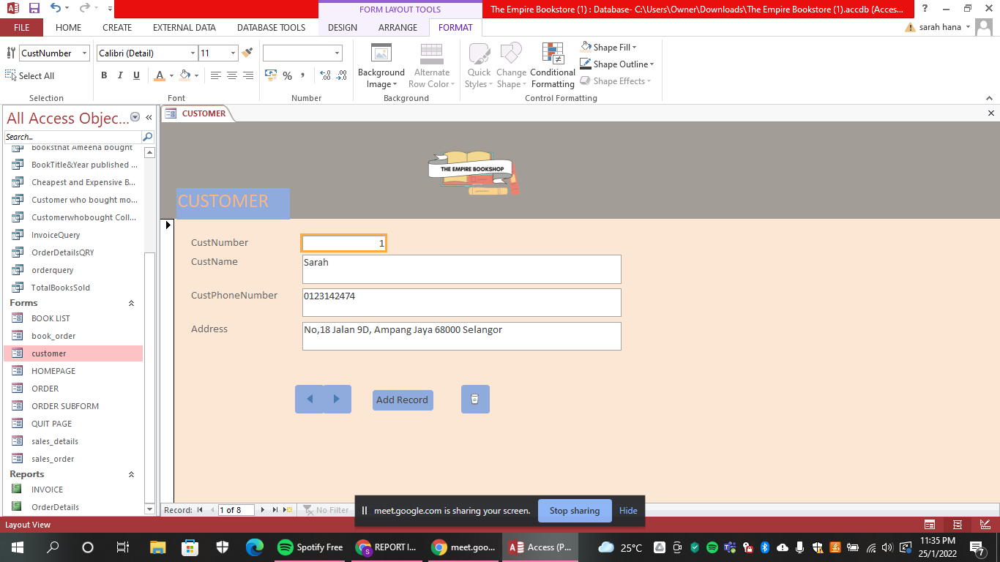 FORM LAYOUT TOOLS
The Empire Bookstore (1) : Database- C:\Users\Owner\Downloads\The Empire Bookstore (1).accdb (Acces...
?
FILE HOME CREATE EXTERNAL DATA DATABASE TOOLS DESIGN ARRANGE FORMAT
sarah hana
CustNumber Calibri (Detail) 11
Select All B I U A $ % , .00 .00
Background Image
Alternate Row Color
Quick Styles
Change Shape
Conditional Formatting
Shape Fill
Shape Outline
Shape Effects
Selection Font Number Background Control Formatting
All Access Objec...
Search...
Booksthat Ameena bought
BookTitle&Year published ...
Cheapest and Expensive B...
Customer who bought mo...
Customerwhobought Coll...
InvoiceQuery
OrderDetailsQRY
orderquery
TotalBooksSold
Forms
BOOK LIST
book_order
customer
HOMEPAGE
ORDER
ORDER SUBFORM
QUIT PAGE
sales_details
sales_order
Reports
INVOICE
OrderDetails
CUSTOMER
THE EMPIRE BOOKSHOP
CUSTOMER
CustNumber 1
CustName Sarah
CustPhoneNumber 0123142474
Address No,18 Jalan 9D, Ampang Jaya 68000 Selangor
Add Record
Record: 1 of 8 No Filter
meet.google.com is sharing your screen. Stop sharing Hide
Layout View
Spotify Free REPORT I... meet.goo... Access (P... 25°C
11:35 PM
25/1/2022
7